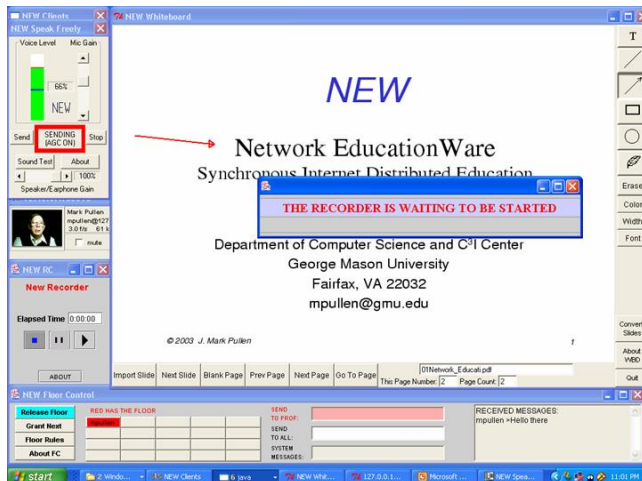 NEW Clients
NEW Speak Freely
Voice Level Mic Gain
66%
NEW
Send SENDING (AGC ON) Stop
Sound Test About
100%
Speaker/Earphone Gain
Mark Pullen
mpullen@127
3.0 f/s 61 k
mute
NEW RC
New Recorder
Elapsed Time 0:00:00
ABOUT
NEW Whiteboard
NEW
Network EducationWare
Synchronous Internet Distributed Education
THE RECORDER IS WAITING TO BE STARTED
Department of Computer Science and C³I Center
George Mason University
Fairfax, VA 22032
mpullen@gmu.edu
© 2003 J. Mark Pullen
1
Import Slide Next Slide Blank Page Prev Page Next Page Go To Page
01Network_Educati.pdf
This Page Number: 2 Page Count: 2
T
Erase
Color
Width
Font
Convert
Slides
About
WBD
Quit
NEW Floor Control
Release Floor
Grant Next
Floor Rules
About FC
RED HAS THE FLOOR
mpullen
SEND
TO PROF:
SEND
TO ALL:
SYSTEM
MESSAGES:
RECEIVED MESSAGES:
mpullen >Hello there
start
2 Windo...
NEW Clients
6 java
NEW Whit...
127.0.0.1...
Microsoft ...
NEW Spea...
11:01 PM